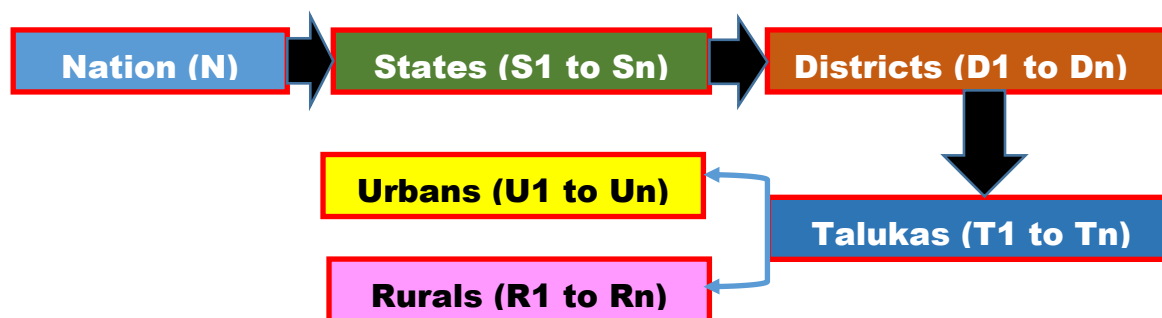 Nation (N)
States (S1 to Sn)
Districts (D1 to Dn)
Urbans (U1 to Un)
Talukas (T1 to Tn)
Rurals (R1 to Rn)